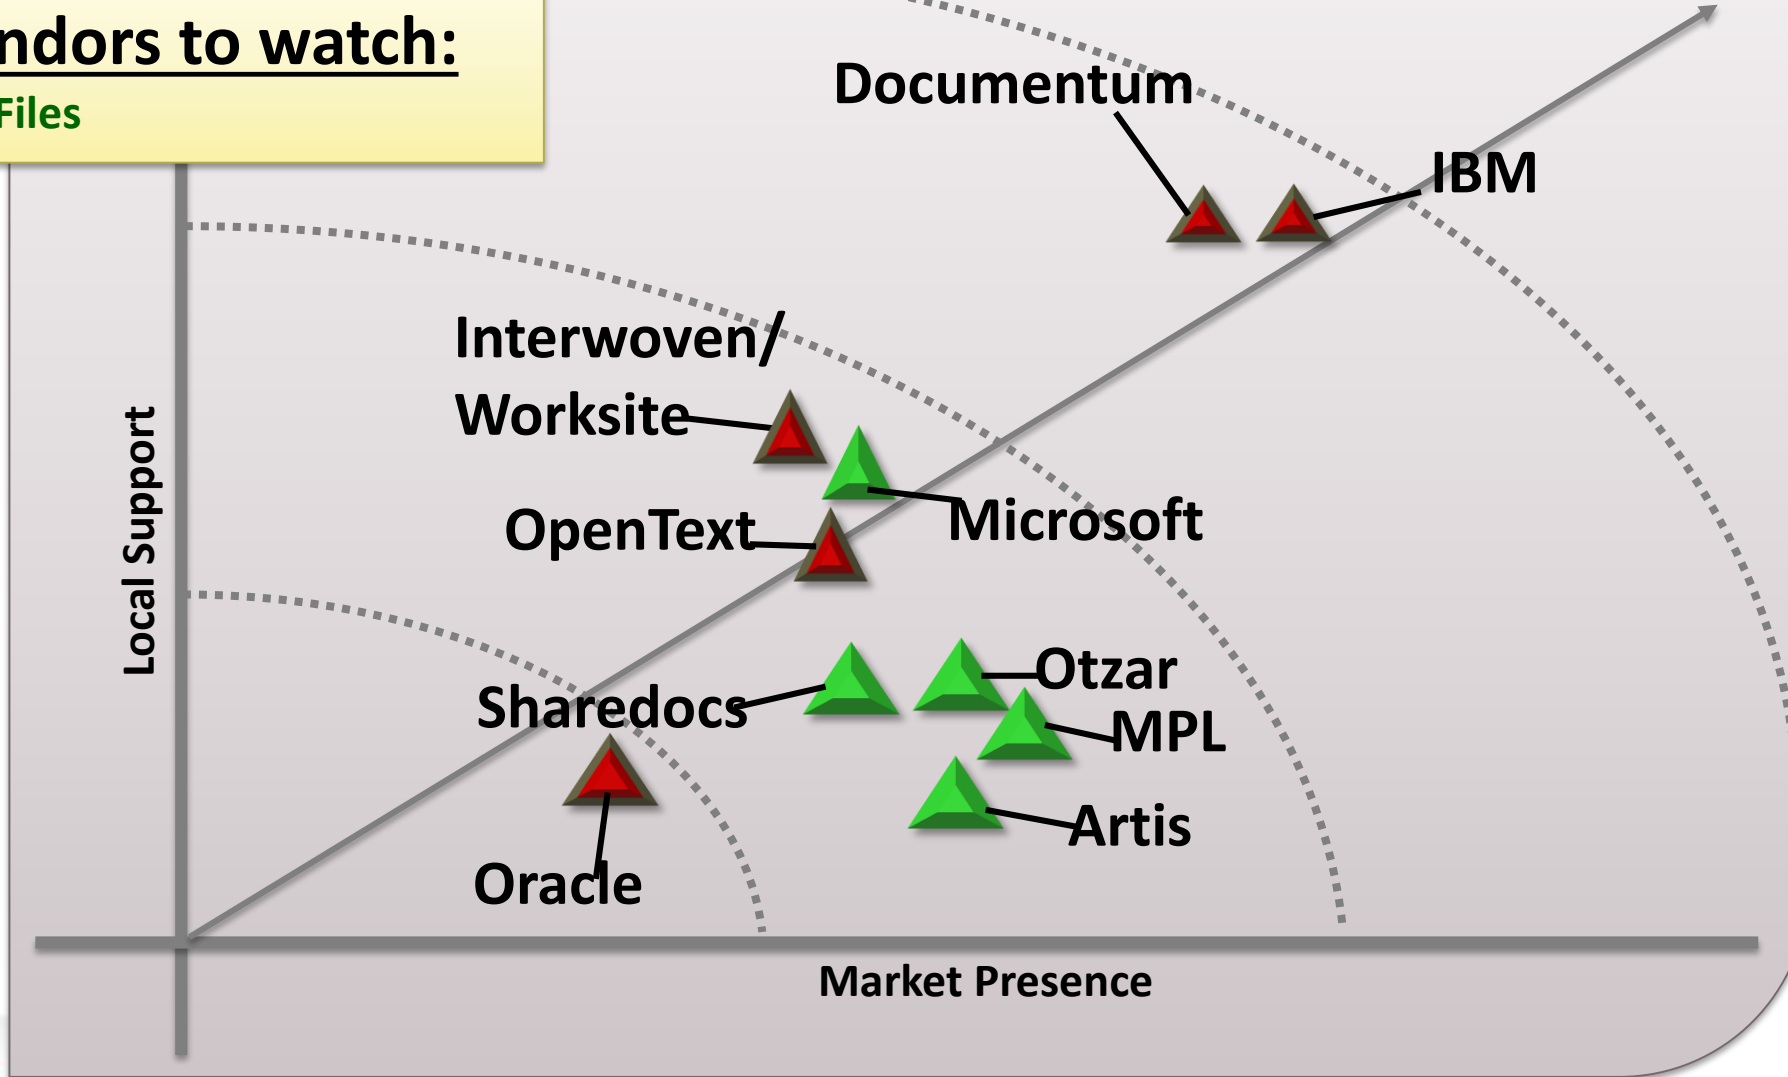 ndors to watch:
Files
Documentum
IBM
Interwoven/
Worksite
OpenText
Microsoft
Local Support
Otzar
Sharedocs
MPL
Artis
Oracle
Market Presence